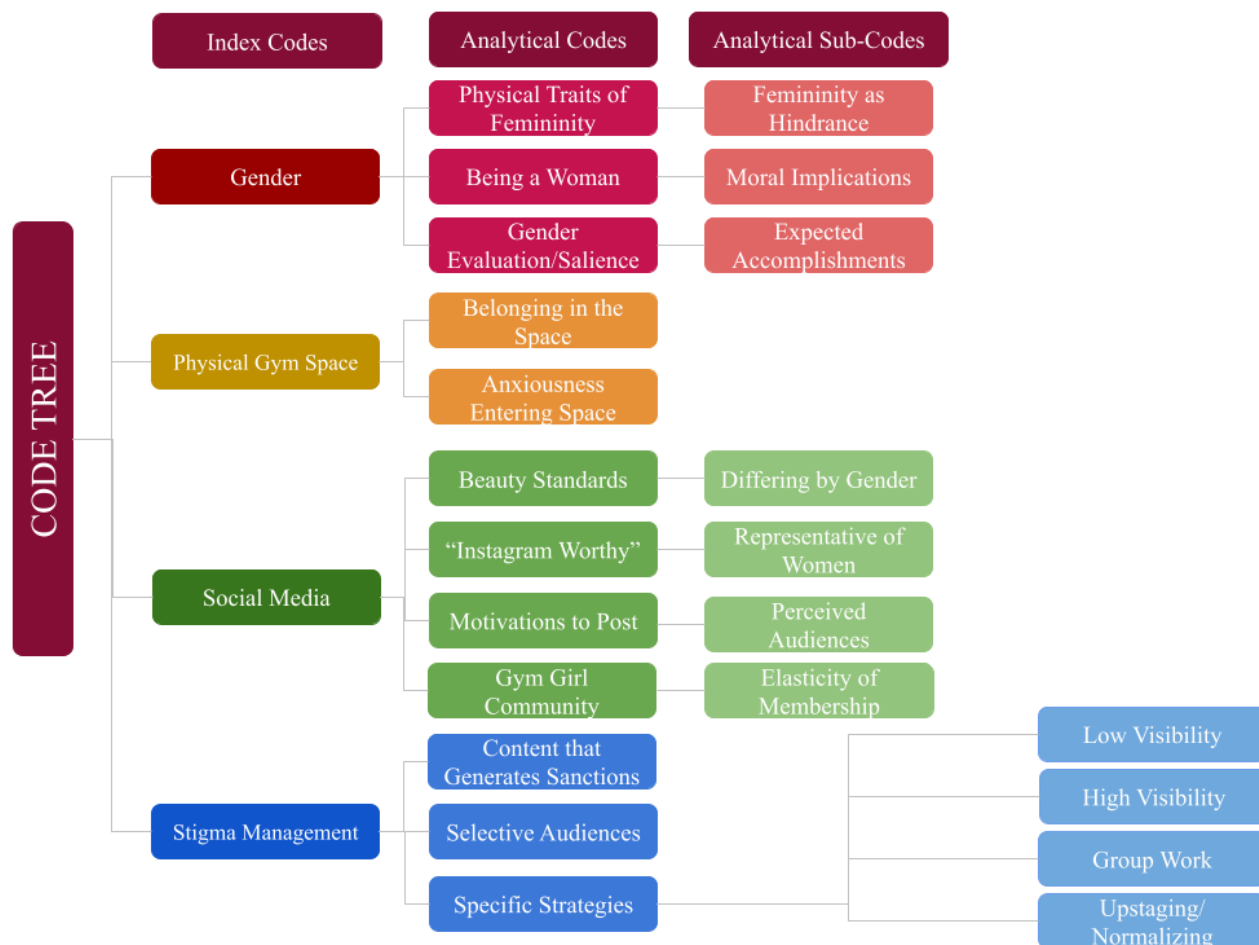 Index Codes
Analytical Codes
Analytical Sub-Codes
CODE TREE
Gender
Physical Traits of
Femininity
Femininity as
Hindrance
Being a Woman
Moral Implications
Gender
Evaluation/Salience
Expected
Accomplishments
Physical Gym Space
Belonging in the
Space
Anxiousness
Entering Space
Social Media
Beauty Standards
Differing by Gender
“Instagram Worthy”
Representative of
Women
Motivations to Post
Perceived
Audiences
Gym Girl
Community
Elasticity of
Membership
Stigma Management
Content that
Generates Sanctions
Selective Audiences
Specific Strategies
Low Visibility
High Visibility
Group Work
Upstaging/
Normalizing